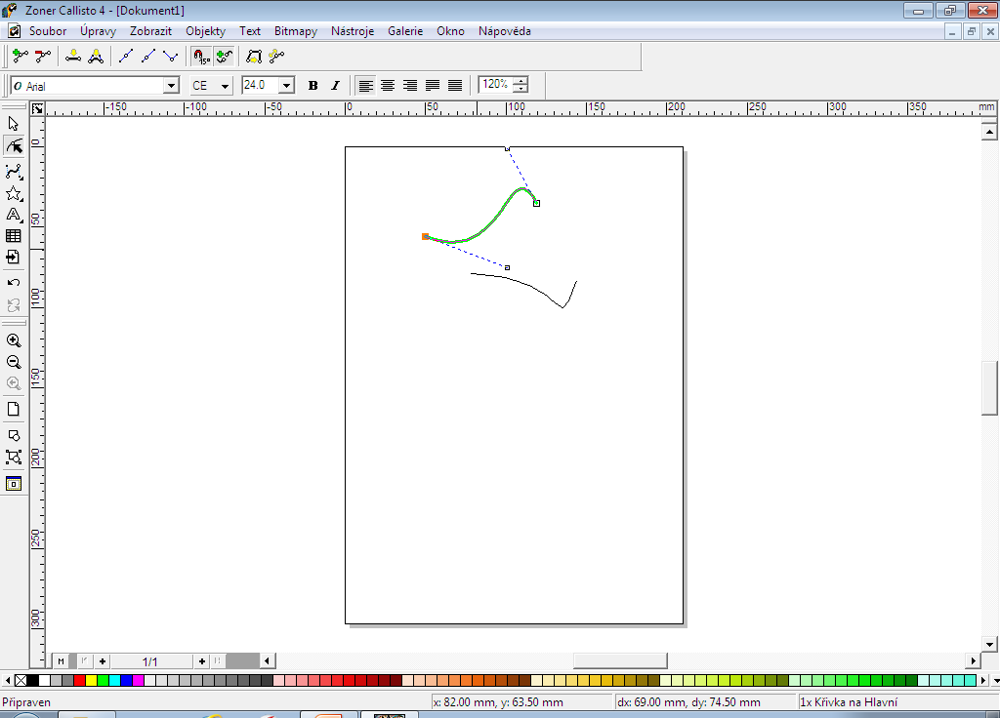 Zoner Callisto 4 - [Dokument1]
Soubor Úpravy Zobrazit Objekty Text Bitmapy Nástroje Galerie Okno Nápověda
O Arial CE 24.0 B I 120%
-150 -100 -50 0 50 100 150 200 250 300 350 mm
0
50
100
150
200
250
300
M 1/1
Připraven x: 82.00 mm, y: 63.50 mm dx: 69.00 mm, dy: 74.50 mm 1x Křivka na Hlavní